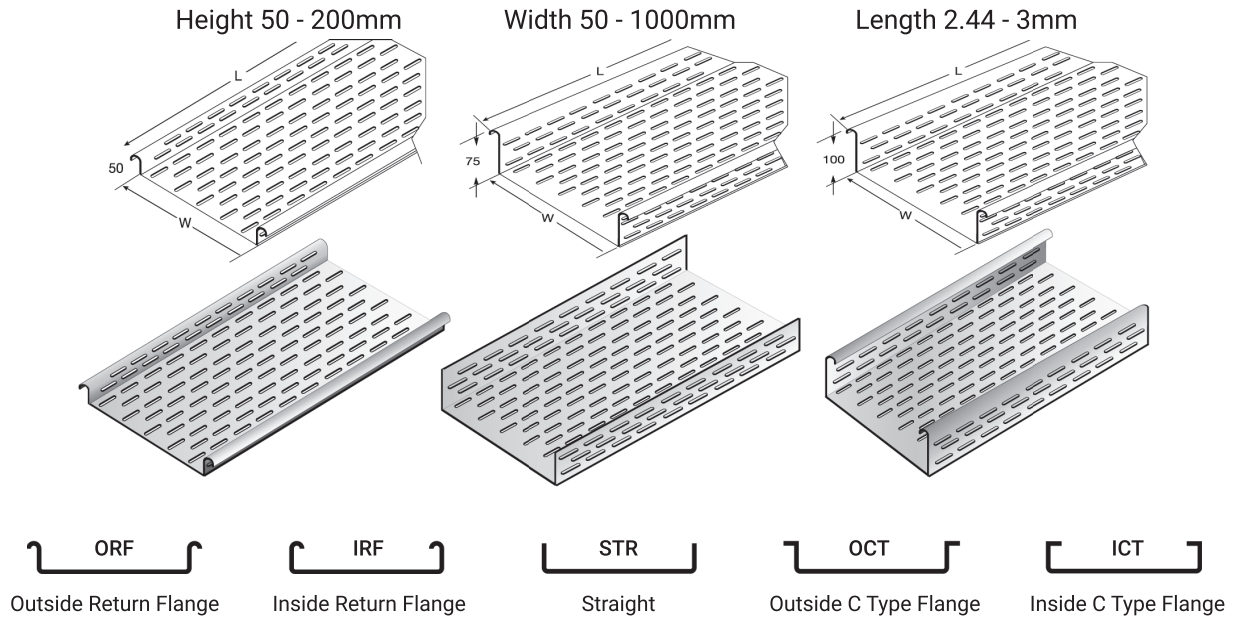 Height 50 - 200mm
Width 50 - 1000mm
Length 2.44 - 3mm
L
50
W
L
75
W
L
100
W
ORF
IRF
STR
OCT
ICT
Outside Return Flange
Inside Return Flange
Straight
Outside C Type Flange
Inside C Type Flange